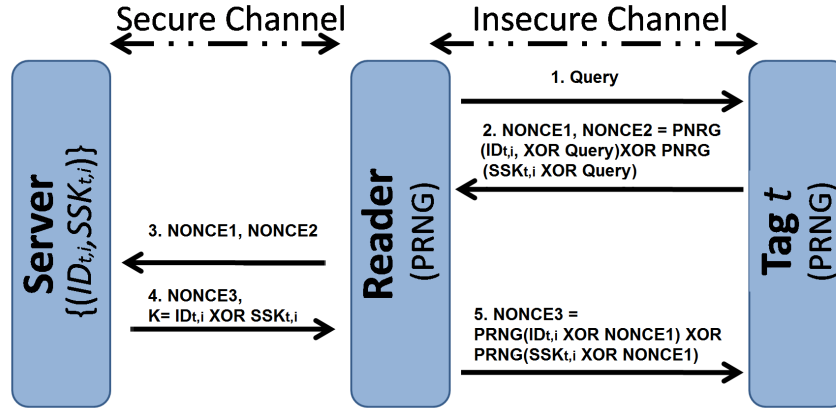 Secure Channel
Insecure Channel
Server
{(IDt,i,SSKt,i)}
Reader
(PRNG)
Tag t
(PRNG)
1. Query
2. NONCE1, NONCE2 = PNRG
(IDt,i, XOR Query)XOR PNRG
(SSKt,i XOR Query)
3. NONCE1, NONCE2
4. NONCE3,
K= IDt,i XOR SSKt,i
5. NONCE3 =
PRNG(IDt,i XOR NONCE1) XOR
PRNG(SSKt,i XOR NONCE1)